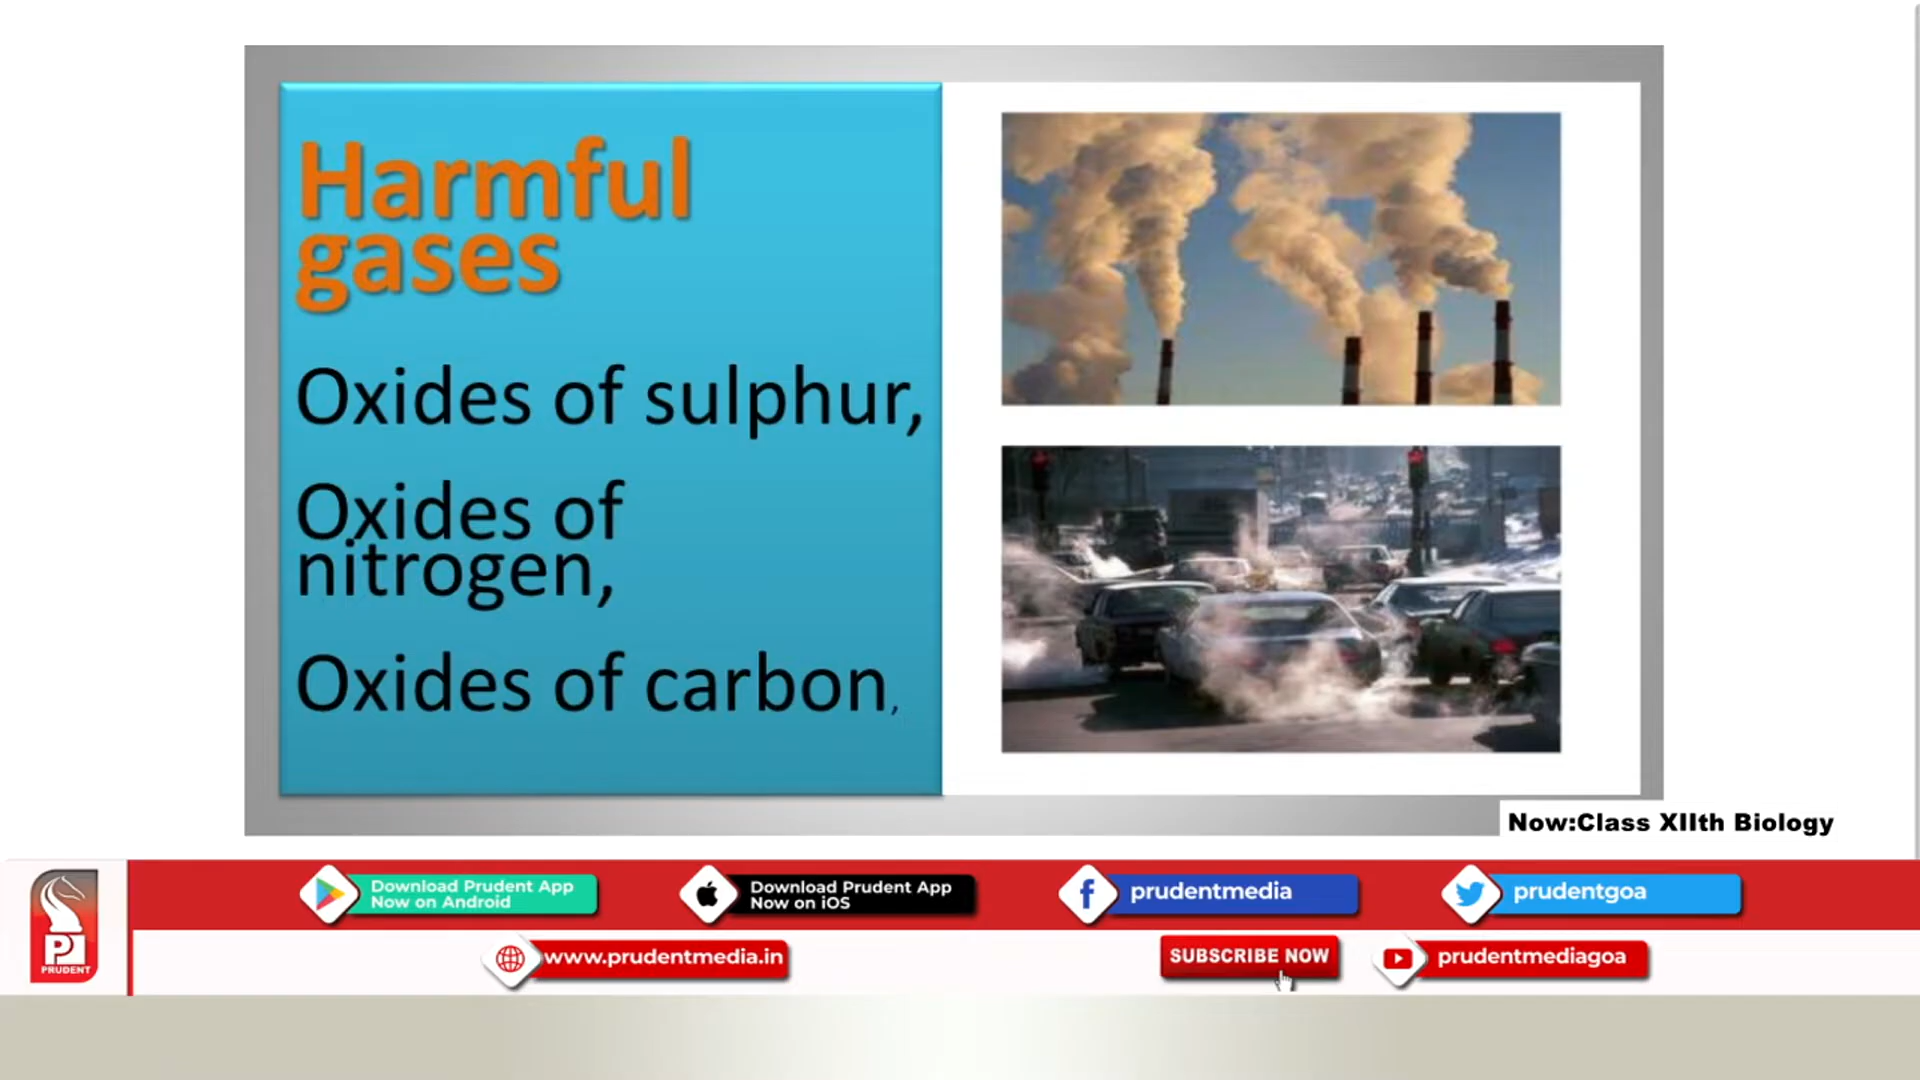 Harmful
gases
Oxides of sulphur,
Oxides of
nitrogen,
Oxides of carbon,
Now:Class XIIth Biology
Download Prudent App
Now on Android
Download Prudent App
Now on iOS
prudentmedia
prudentgoa
PRUDENT
www.prudentmedia.in
SUBSCRIBE NOW
prudentmediagoa